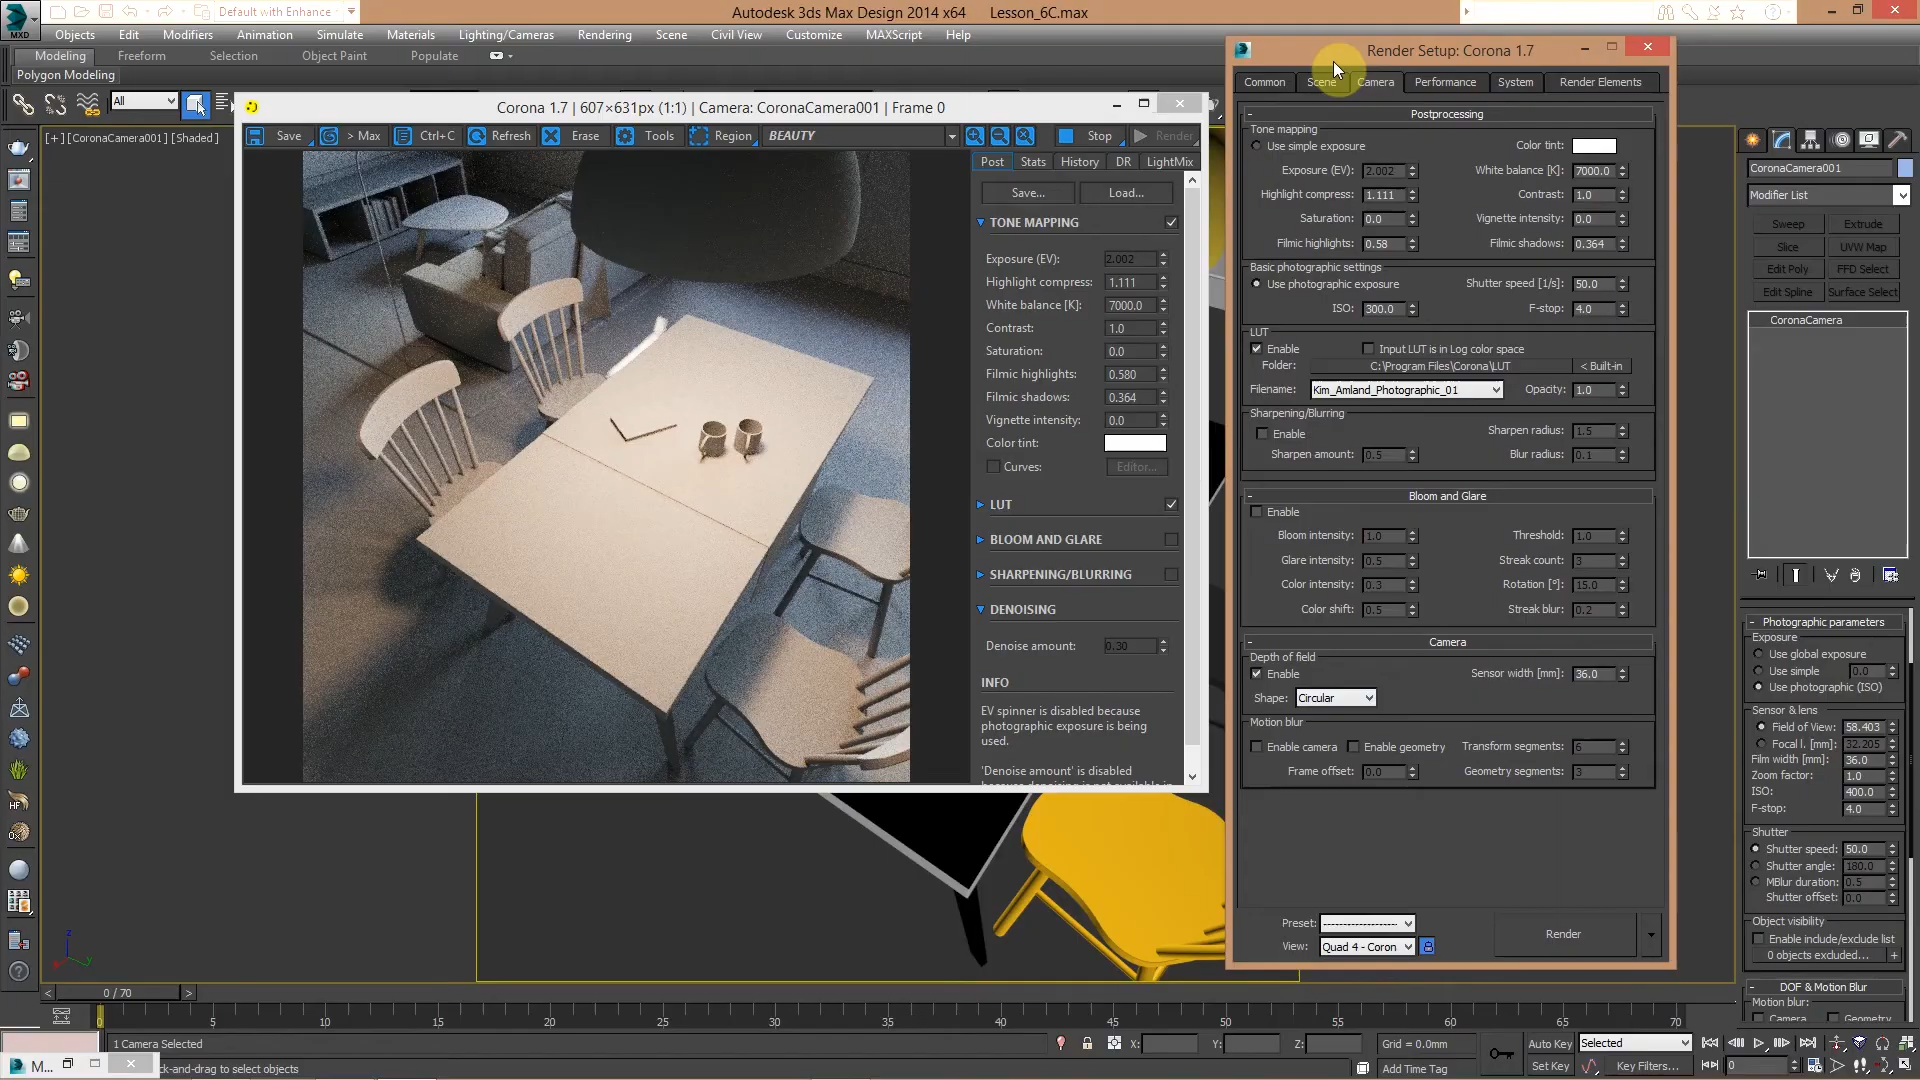 MXD
Default with Enhance
Autodesk 3ds Max Design 2014 x64 Lesson_6C.max
Objects Edit Modifiers Animation Simulate Materials Lighting/Cameras Rendering Scene Civil View Customize MAXScript Help
Modeling Freeform Selection Object Paint Populate
Polygon Modeling
All
[+] [CoronaCamera001] [Shaded]
Corona 1.7 | 607×631px (1:1) | Camera: CoronaCamera001 | Frame 0
Save > Max Ctrl+C Refresh Erase Tools Region BEAUTY Stop Render
Post Stats History DR LightMix
Save... Load...
TONE MAPPING
Exposure (EV): 2.002
Highlight compress: 1.111
White balance [K]: 7000.0
Contrast: 1.0
Saturation: 0.0
Filmic highlights: 0.580
Filmic shadows: 0.364
Vignette intensity: 0.0
Color tint:
Curves: Editor...
LUT
BLOOM AND GLARE
SHARPENING/BLURRING
DENOISING
Denoise amount: 0.30
INFO
EV spinner is disabled because
photographic exposure is being
used.
'Denoise amount' is disabled
Render Setup: Corona 1.7
Common Scene Camera Performance System Render Elements
Postprocessing
Tone mapping
Use simple exposure Color tint:
Exposure (EV): 2.002 White balance [K]: 7000.0
Highlight compress: 1.111 Contrast: 1.0
Saturation: 0.0 Vignette intensity: 0.0
Filmic highlights: 0.58 Filmic shadows: 0.364
Basic photographic settings
Use photographic exposure Shutter speed [1/s]: 50.0
ISO: 300.0 F-stop: 4.0
LUT
Enable Input LUT is in Log color space
Folder: C:\Program Files\Corona\LUT < Built-in
Filename: Kim_Amland_Photographic_01 Opacity: 1.0
Sharpening/Blurring
Enable Sharpen radius: 1.5
Sharpen amount: 0.5 Blur radius: 0.1
Bloom and Glare
Enable
Bloom intensity: 1.0 Threshold: 1.0
Glare intensity: 0.5 Streak count: 3
Color intensity: 0.3 Rotation [°]: 15.0
Color shift: 0.5 Streak blur: 0.2
Camera
Depth of field
Enable Sensor width [mm]: 36.0
Shape: Circular
Motion blur
Enable camera Enable geometry Transform segments: 6
Frame offset: 0.0 Geometry segments: 3
Preset: --------------------
View: Quad 4 - Coron
Render
CoronaCamera001
Modifier List
Sweep Extrude
Slice UVW Map
Edit Poly FFD Select
Edit Spline Surface Select
CoronaCamera
Photographic parameters
Exposure
Use global exposure
Use simple 0.0
Use photographic (ISO)
Sensor & lens
Field of View: 58.403
Focal l. [mm]: 32.205
Film width [mm]: 36.0
Zoom factor: 1.0
ISO: 400.0
F-stop: 4.0
Shutter
Shutter speed: 50.0
Shutter angle: 180.0
MBlur duration: 0.5
Shutter offset: 0.0
Object visibility
Enable include/exclude list
0 objects excluded... +
DOF & Motion Blur
Motion blur:
Camera Geometry
HF
z
x y
< 0 / 70 >
0 5 10 15 20 25 30 35 40 45 50 55 60 65 70
1 Camera Selected X: Y: Z: Grid = 0.0mm Auto Key Selected
M... ck-and-drag to select objects Add Time Tag Set Key Key Filters... 0